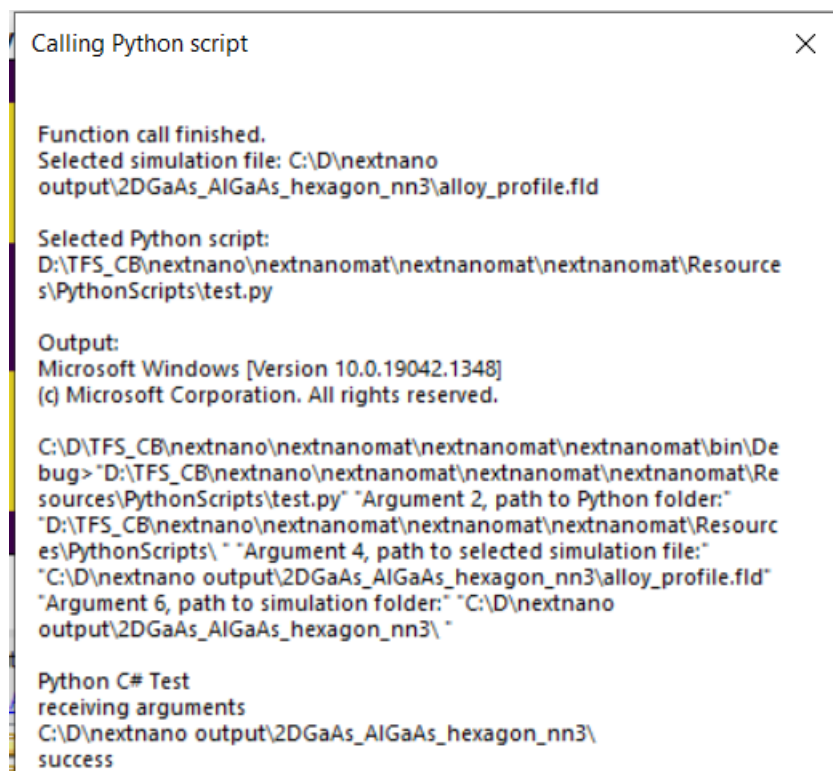 Calling Python script
Function call finished.
Selected simulation file: C:\D\nextnano
output\2DGaAs_AlGaAs_hexagon_nn3\alloy_profile.fld
Selected Python script:
D:\TFS_CB\nextnano\nextnanomat\nextnanomat\nextnanomat\Resource
s\PythonScripts\test.py
Output:
Microsoft Windows [Version 10.0.19042.1348]
(c) Microsoft Corporation. All rights reserved.
C:\D\TFS_CB\nextnano\nextnanomat\nextnanomat\nextnanomat\bin\De
bug>"D:\TFS_CB\nextnano\nextnanomat\nextnanomat\nextnanomat\Re
sources\PythonScripts\test.py" "Argument 2, path to Python folder:"
"D:\TFS_CB\nextnano\nextnanomat\nextnanomat\nextnanomat\Resourc
es\PythonScripts\ " "Argument 4, path to selected simulation file:"
"C:\D\nextnano output\2DGaAs_AlGaAs_hexagon_nn3\alloy_profile.fld"
"Argument 6, path to simulation folder:" "C:\D\nextnano
output\2DGaAs_AlGaAs_hexagon_nn3\ "
Python C# Test
receiving arguments
C:\D\nextnano output\2DGaAs_AlGaAs_hexagon_nn3\
success